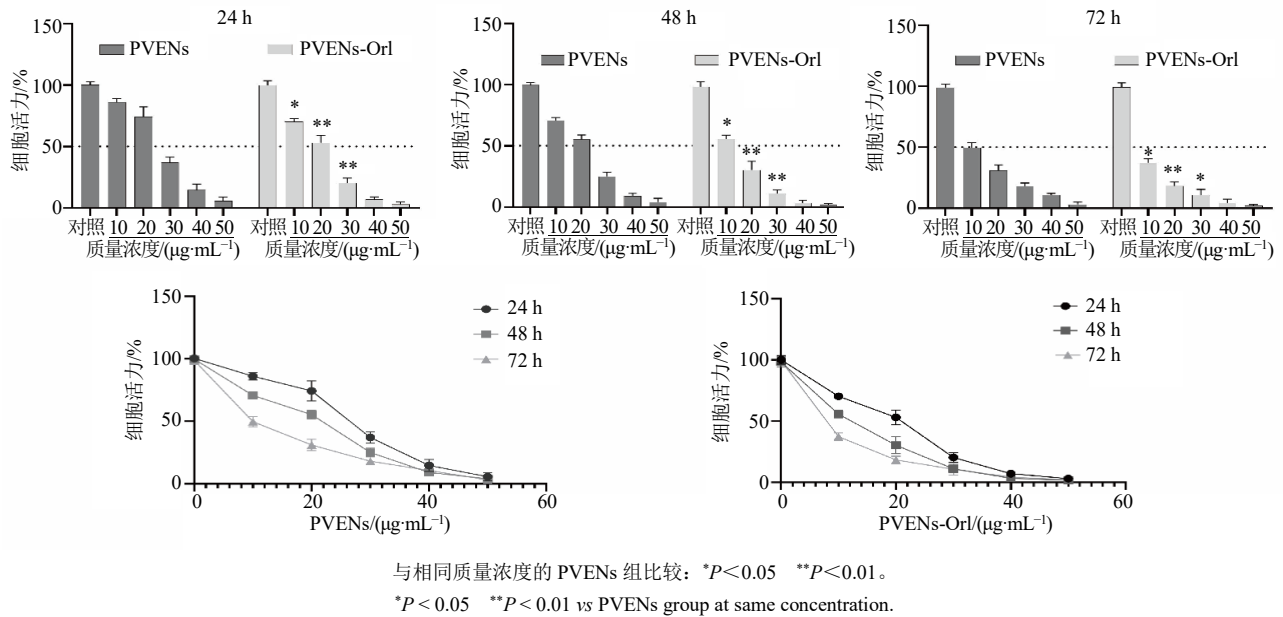 24 h
150
100
50
0
细胞活力/%
PVENs
PVENs-Orl
*
**
**
对照 10 20 30 40 50
质量浓度/(μg·mL⁻¹)
对照 10 20 30 40 50
质量浓度/(μg·mL⁻¹)
48 h
150
100
50
0
细胞活力/%
PVENs
PVENs-Orl
*
**
**
对照 10 20 30 40 50
质量浓度/(μg·mL⁻¹)
对照 10 20 30 40 50
质量浓度/(μg·mL⁻¹)
72 h
150
100
50
0
细胞活力/%
PVENs
PVENs-Orl
*
**
*
对照 10 20 30 40 50
质量浓度/(μg·mL⁻¹)
对照 10 20 30 40 50
质量浓度/(μg·mL⁻¹)
150
100
50
0
细胞活力/%
24 h
48 h
72 h
0 20 40 60
PVENs/(μg·mL⁻¹)
150
100
50
0
细胞活力/%
24 h
48 h
72 h
0 20 40 60
PVENs-Orl/(μg·mL⁻¹)
与相同质量浓度的 PVENs 组比较：*P＜0.05 **P＜0.01。
*P < 0.05 **P < 0.01 vs PVENs group at same concentration.